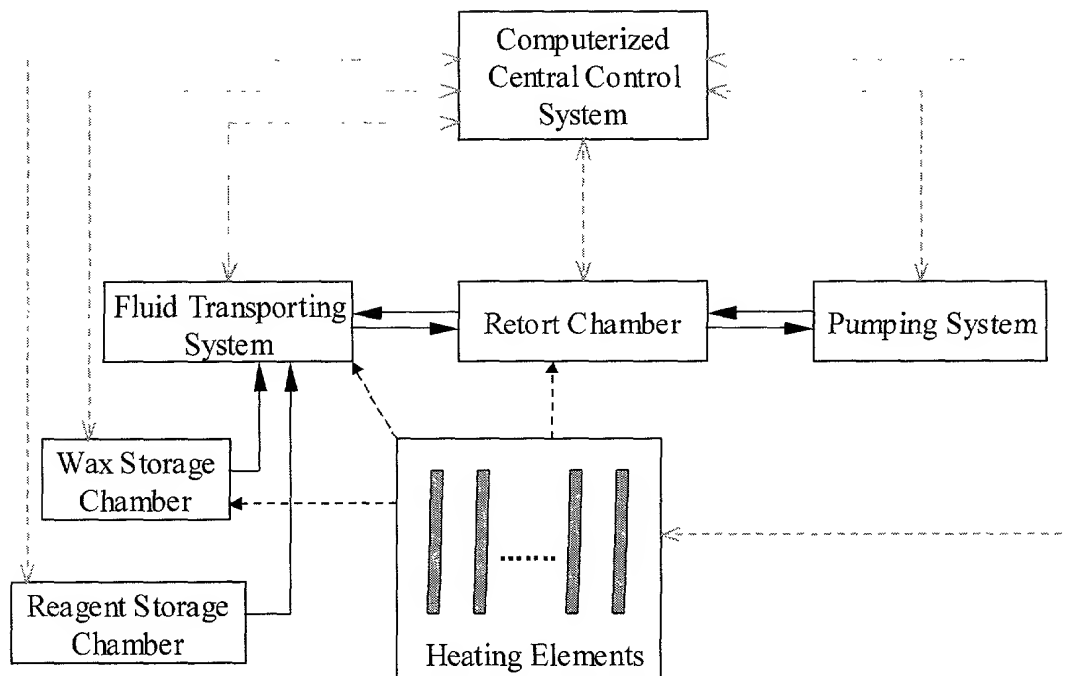 Computerized
Central Control
System
Fluid Transporting
System
Retort Chamber
Pumping System
Wax Storage
Chamber
Reagent Storage
Chamber
Heating Elements